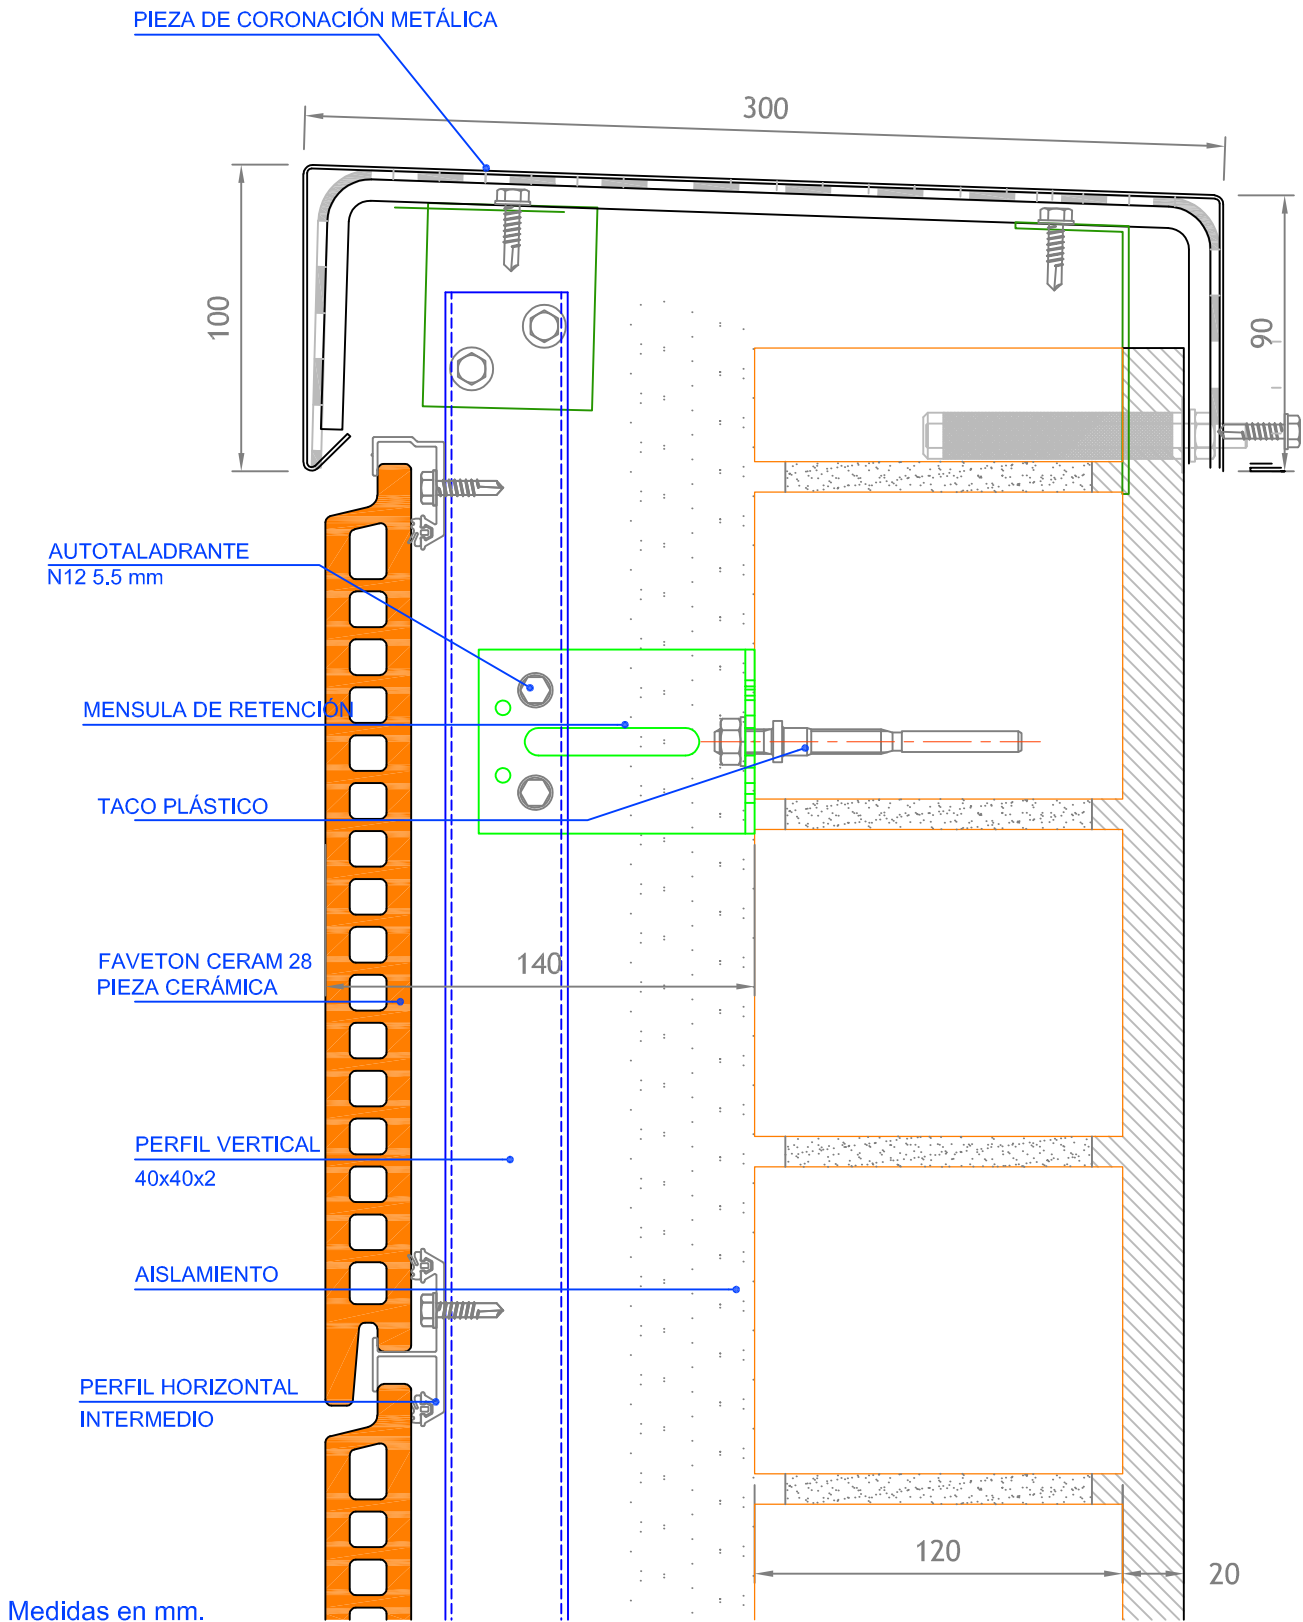 PIEZA DE CORONACIÓN METÁLICA
300
100
90
AUTOTALADRANTE
N12 5.5 mm
MENSULA DE RETENCIÓN
TACO PLÁSTICO
FAVETON CERAM 28
PIEZA CERÁMICA
140
PERFIL VERTICAL
40x40x2
AISLAMIENTO
PERFIL HORIZONTAL
INTERMEDIO
120
20
Medidas en mm.